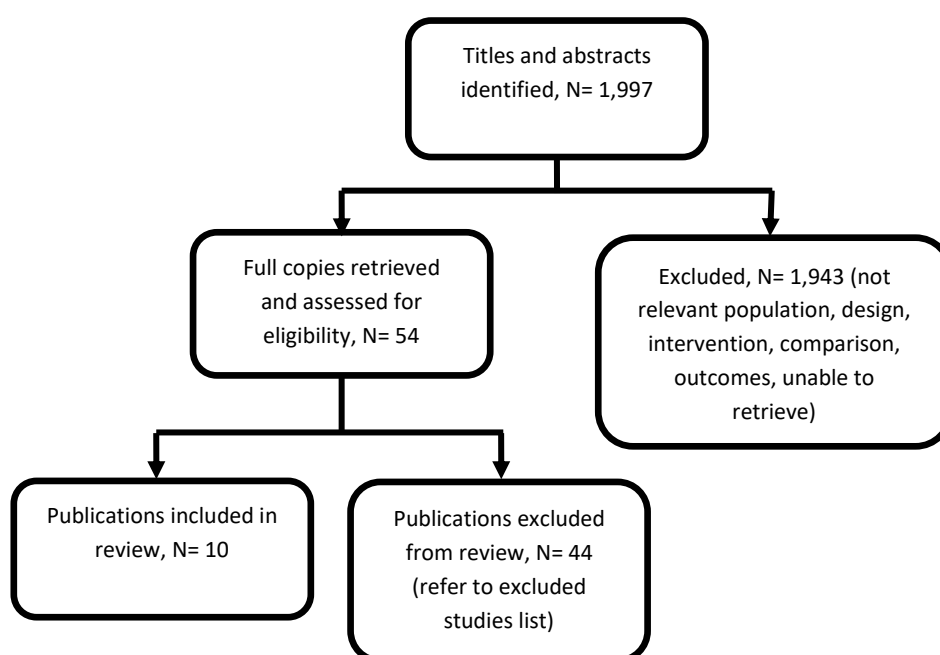 Titles and abstracts
identified, N= 1,997
Full copies retrieved
and assessed for
eligibility, N= 54
Excluded, N= 1,943 (not
relevant population, design,
intervention, comparison,
outcomes, unable to
retrieve)
Publications included in
review, N= 10
Publications excluded
from review, N= 44
(refer to excluded
studies list)